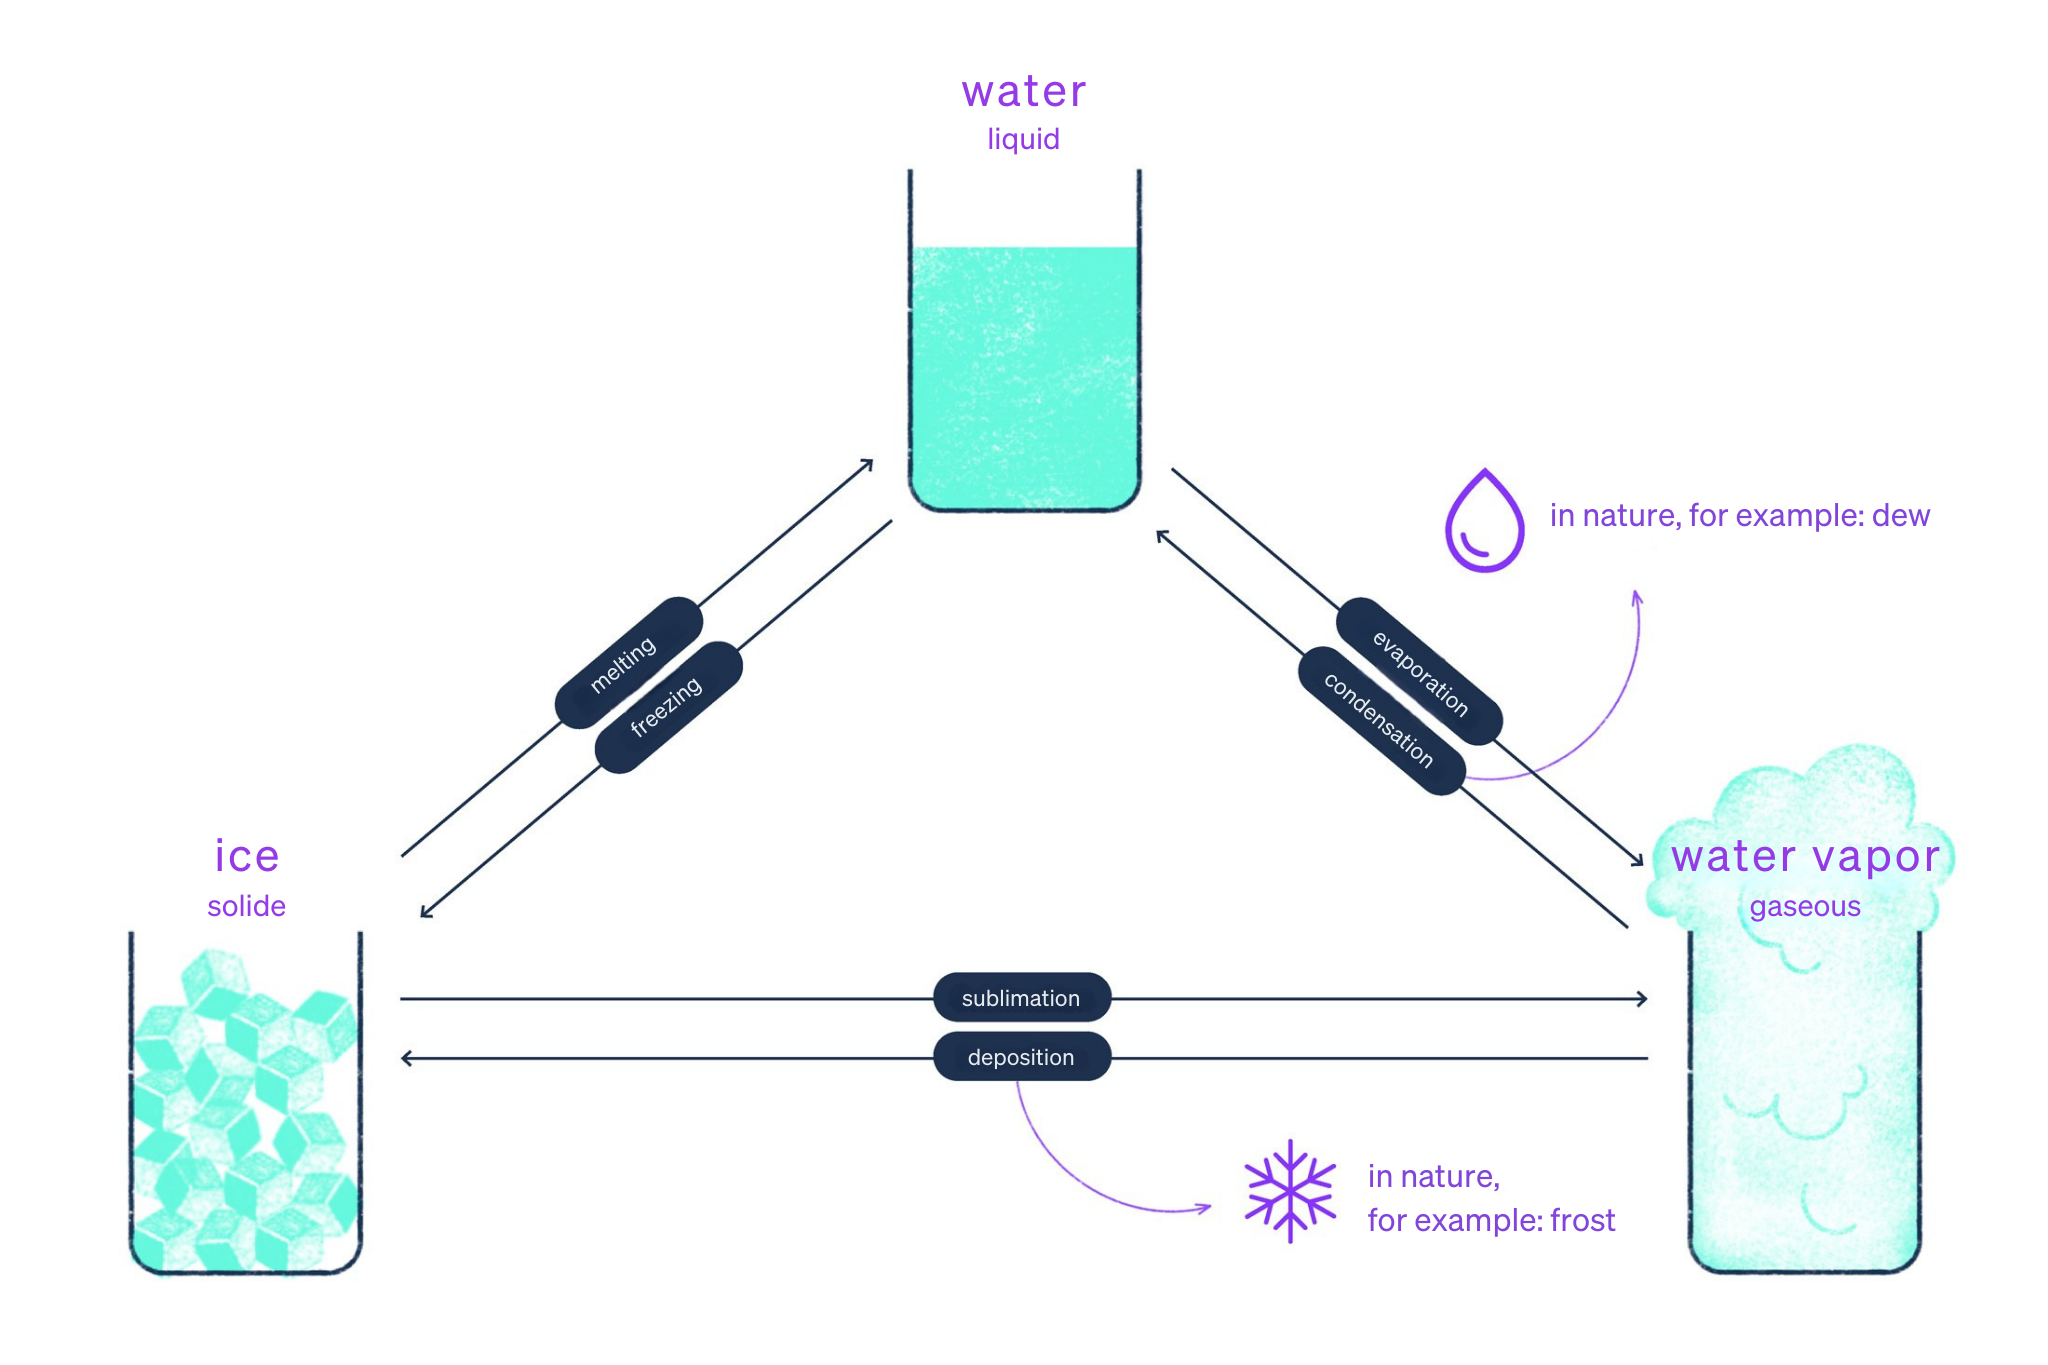 water
liquid
in nature, for example: dew
melting
freezing
evaporation
condensation
ice
solide
water vapor
gaseous
sublimation
deposition
in nature,
for example: frost